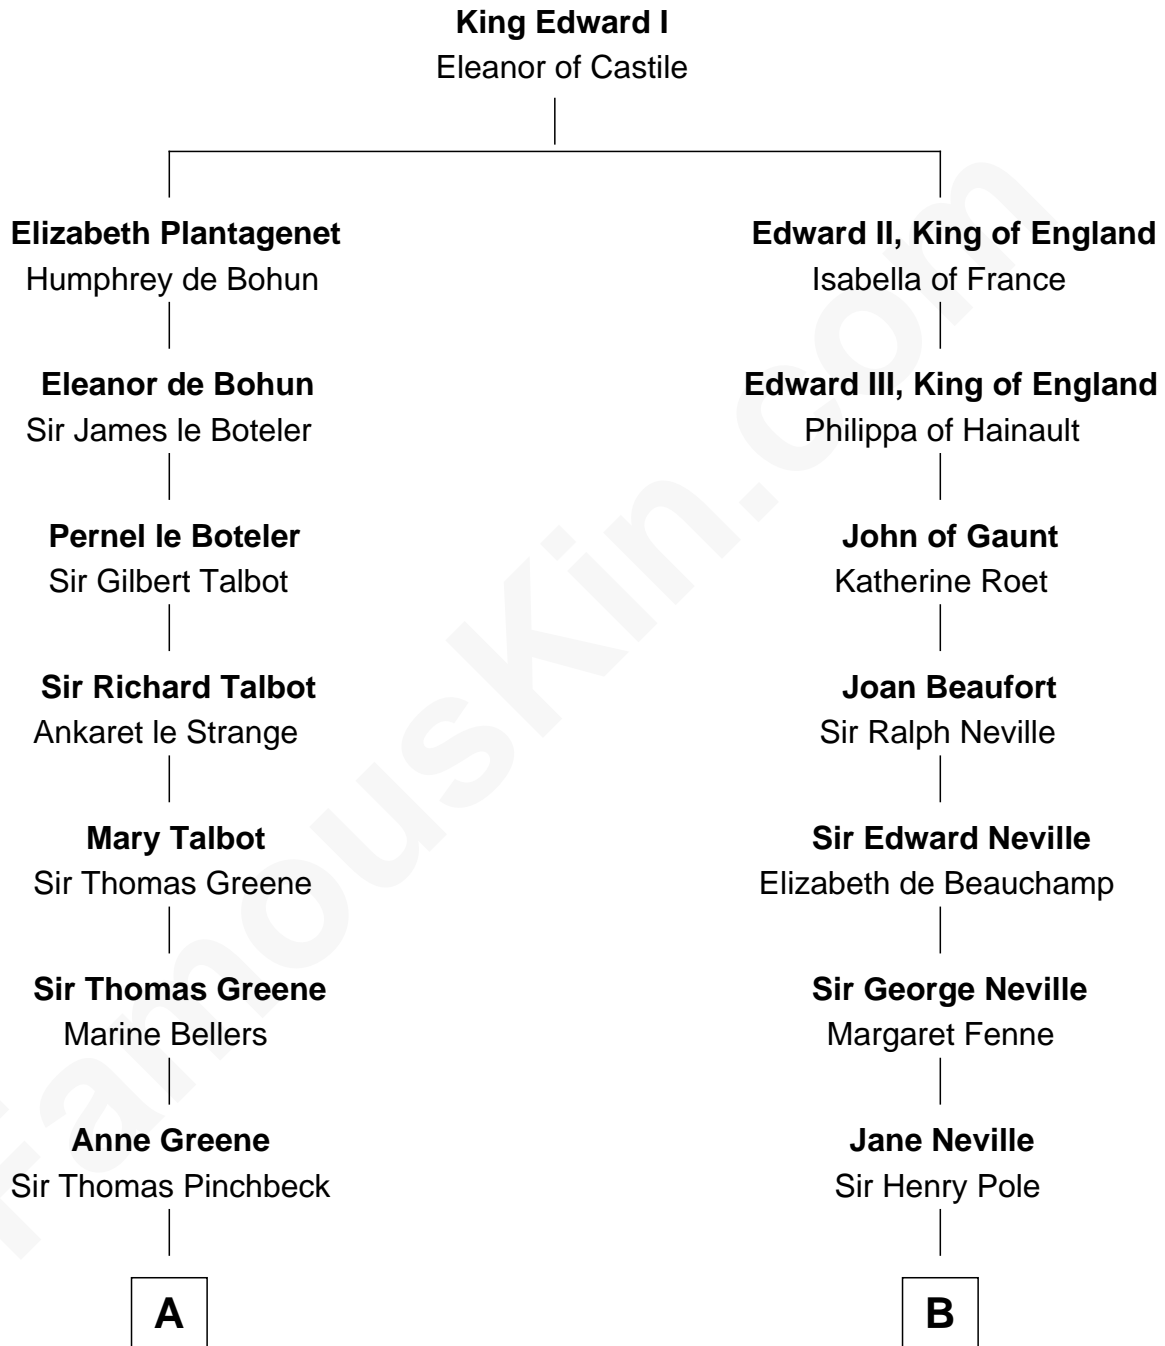 King Edward I
Eleanor of Castile
Elizabeth Plantagenet
Humphrey de Bohun
Edward II, King of England
Isabella of France
Eleanor de Bohun
Sir James le Boteler
Edward III, King of England
Philippa of Hainault
Pernel le Boteler
Sir Gilbert Talbot
John of Gaunt
Katherine Roet
Sir Richard Talbot
Ankaret le Strange
Joan Beaufort
Sir Ralph Neville
Mary Talbot
Sir Thomas Greene
Sir Edward Neville
Elizabeth de Beauchamp
Sir Thomas Greene
Marine Bellers
Sir George Neville
Margaret Fenne
Anne Greene
Sir Thomas Pinchbeck
Jane Neville
Sir Henry Pole
A
B
FamousKin.com